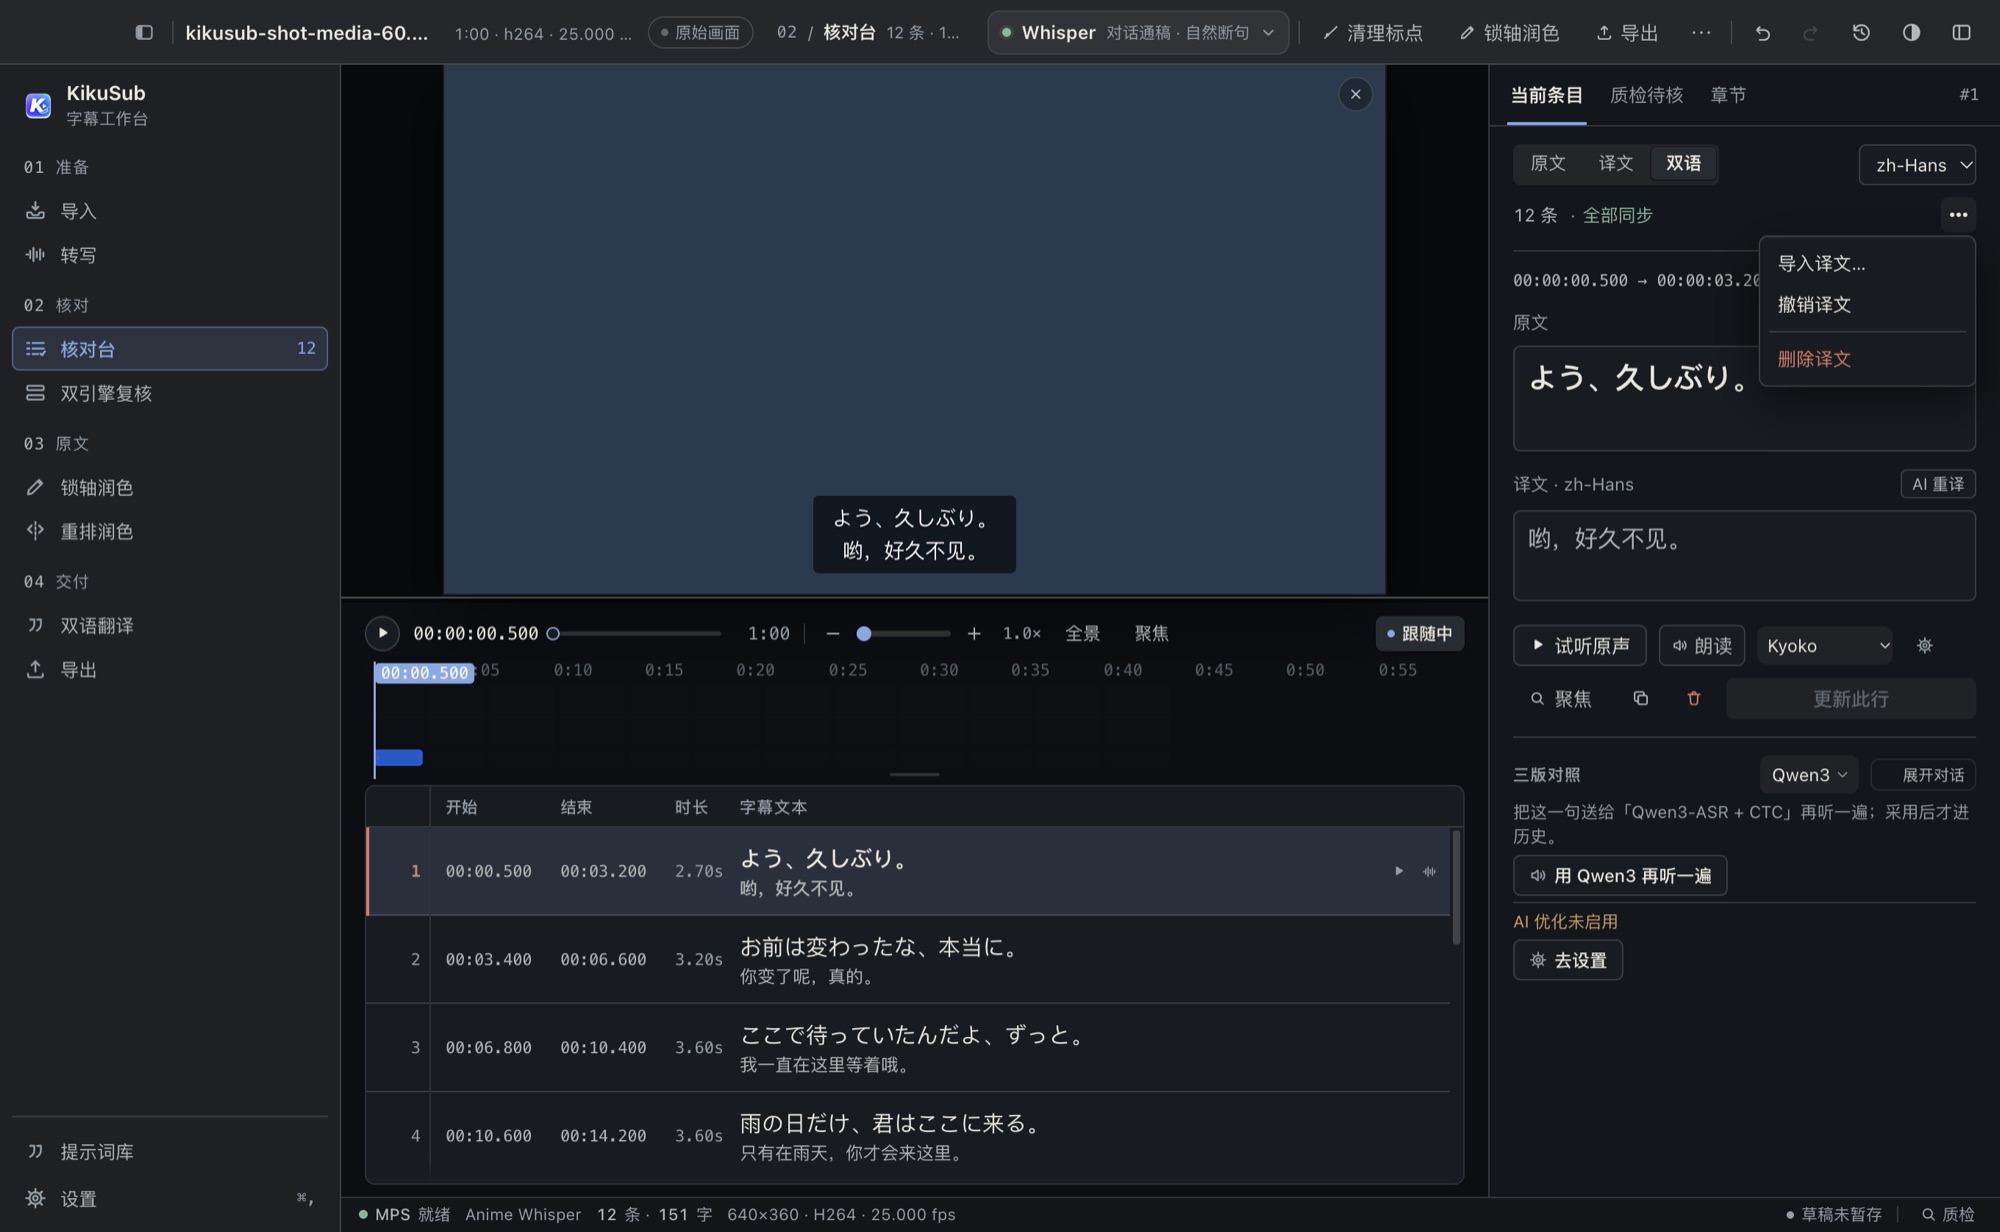 kikusub-shot-media-60....
1:00 · h264 · 25.000 ...
原始画面
02 / 核对台 12 条 · 1...
Whisper 对话通稿 · 自然断句
清理标点
锁轴润色
导出
KikuSub
字幕工作台
01 准备
导入
转写
02 核对
核对台 12
双引擎复核
03 原文
锁轴润色
重排润色
04 交付
双语翻译
导出
提示词库
设置 ⌘,
よう、久しぶり。
哟，好久不见。
00:00:00.500 1:00 − + 1.0× 全景 聚焦 跟随中
00:00.500 :05 0:10 0:15 0:20 0:25 0:30 0:35 0:40 0:45 0:50 0:55
开始 结束 时长 字幕文本
1 00:00.500 00:03.200 2.70s よう、久しぶり。
哟，好久不见。
2 00:03.400 00:06.600 3.20s お前は変わったな、本当に。
你变了呢，真的。
3 00:06.800 00:10.400 3.60s ここで待っていたんだよ、ずっと。
我一直在这里等着哦。
4 00:10.600 00:14.200 3.60s 雨の日だけ、君はここに来る。
只有在雨天，你才会来这里。
MPS 就绪 Anime Whisper 12 条 · 151 字 640×360 · H264 · 25.000 fps
草稿未暂存 质检
当前条目 质检待核 章节 #1
原文 译文 双语 zh-Hans
12 条 · 全部同步
导入译文...
撤销译文
删除译文
00:00:00.500 → 00:00:03.20
原文
よう、久しぶり。
译文 · zh-Hans AI 重译
哟，好久不见。
试听原声 朗读 Kyoko
聚焦 更新此行
三版对照 Qwen3 展开对话
把这一句送给「Qwen3-ASR + CTC」再听一遍；采用后才进
历史。
用 Qwen3 再听一遍
AI 优化未启用
去设置